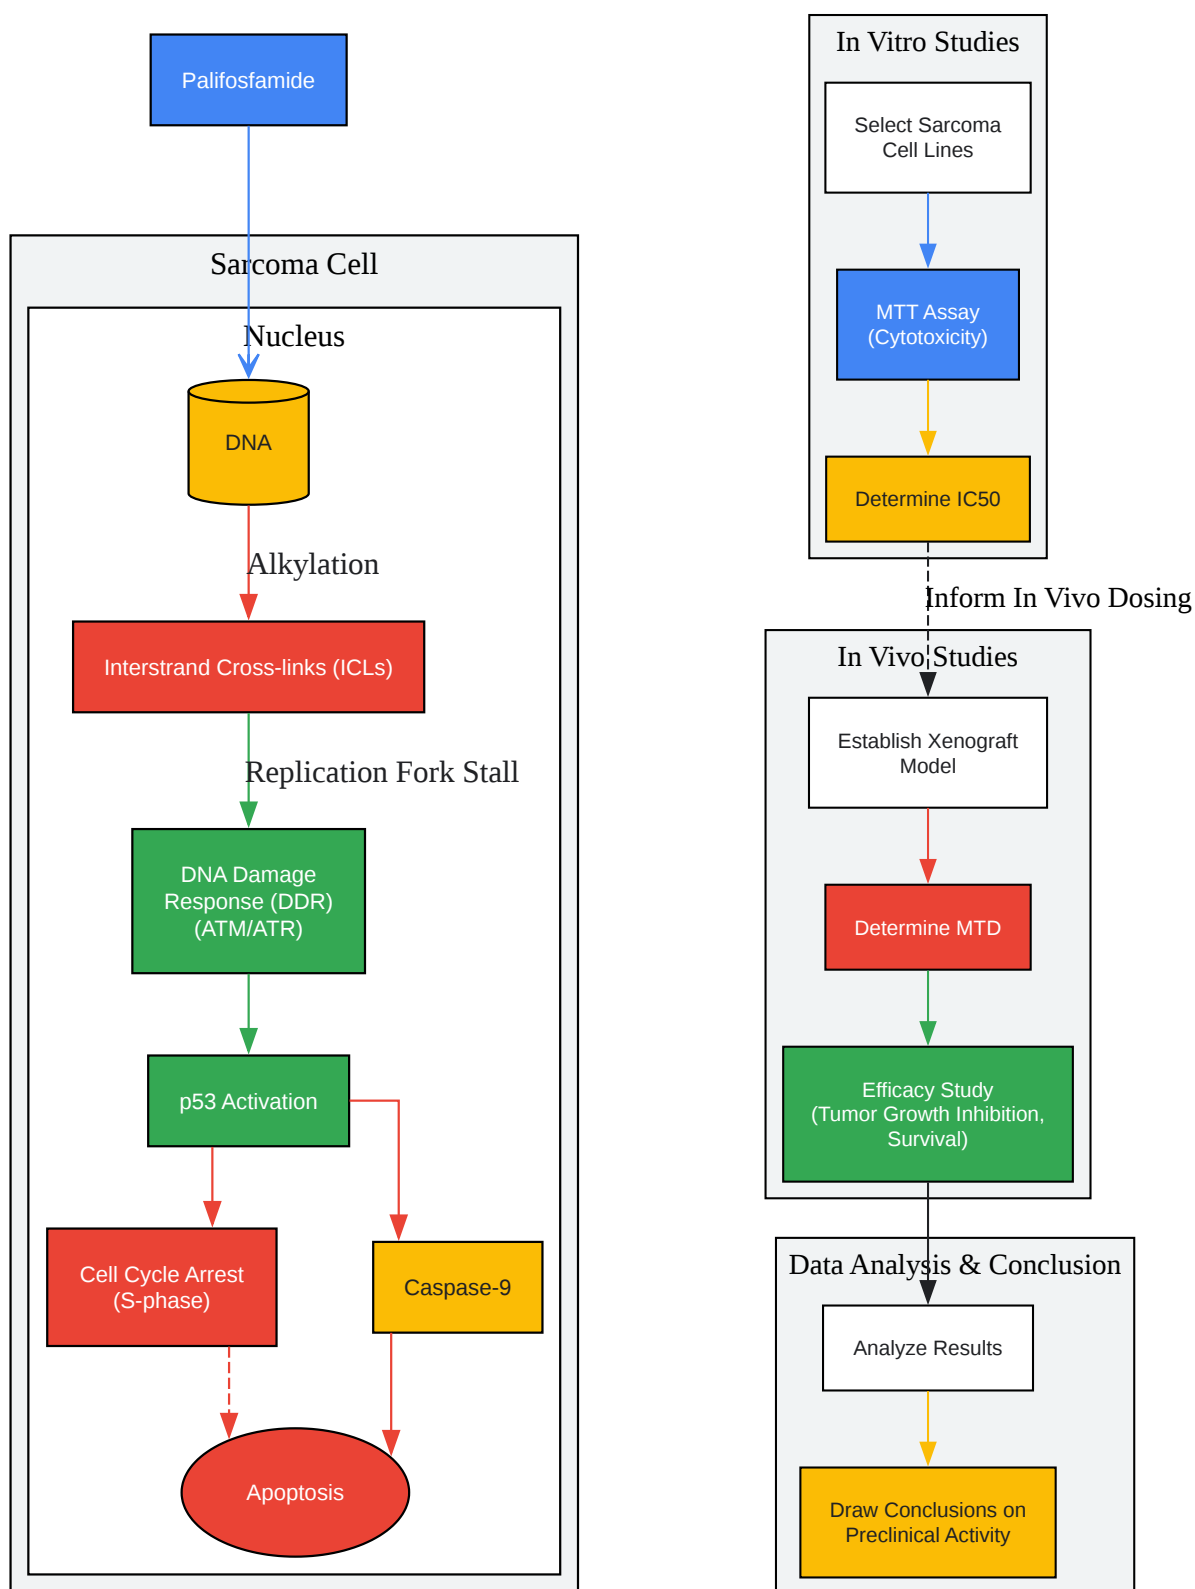 Palifosfamide
Sarcoma Cell
Nucleus
DNA
Alkylation
Interstrand Cross-links (ICLs)
Replication Fork Stall
DNA Damage
Response (DDR)
(ATM/ATR)
p53 Activation
Cell Cycle Arrest
(S-phase)
Caspase-9
Apoptosis
In Vitro Studies
Select Sarcoma
Cell Lines
MTT Assay
(Cytotoxicity)
Determine IC50
Inform In Vivo Dosing
In Vivo Studies
Establish Xenograft
Model
Determine MTD
Efficacy Study
(Tumor Growth Inhibition,
Survival)
Data Analysis & Conclusion
Analyze Results
Draw Conclusions on
Preclinical Activity